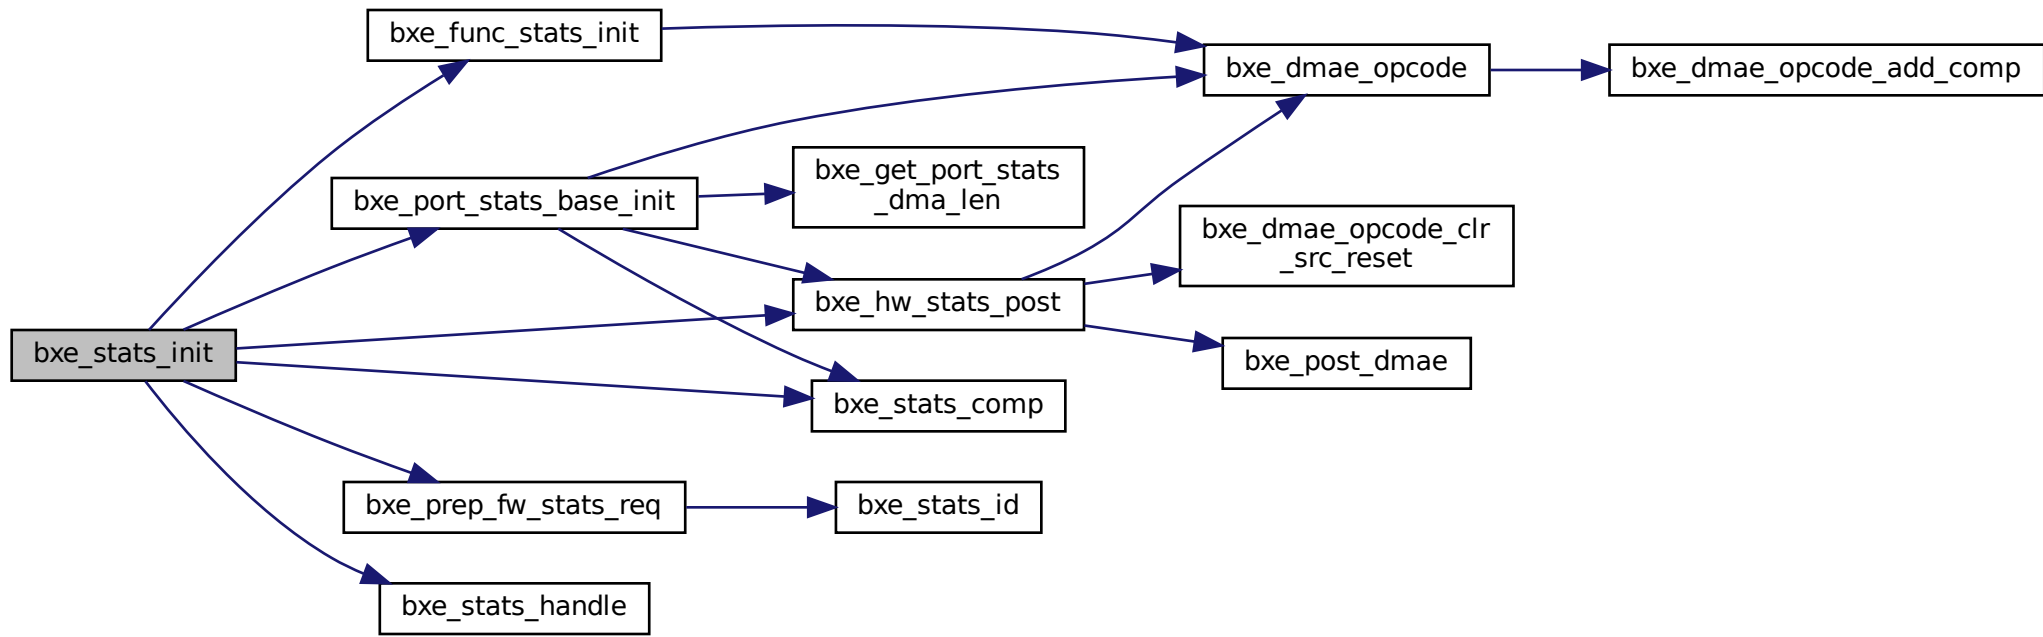 bxe_func_stats_init
bxe_dmae_opcode
bxe_dmae_opcode_add_comp
bxe_get_port_stats
_dma_len
bxe_port_stats_base_init
bxe_dmae_opcode_clr
_src_reset
bxe_hw_stats_post
bxe_stats_init
bxe_post_dmae
bxe_stats_comp
bxe_prep_fw_stats_req
bxe_stats_id
bxe_stats_handle